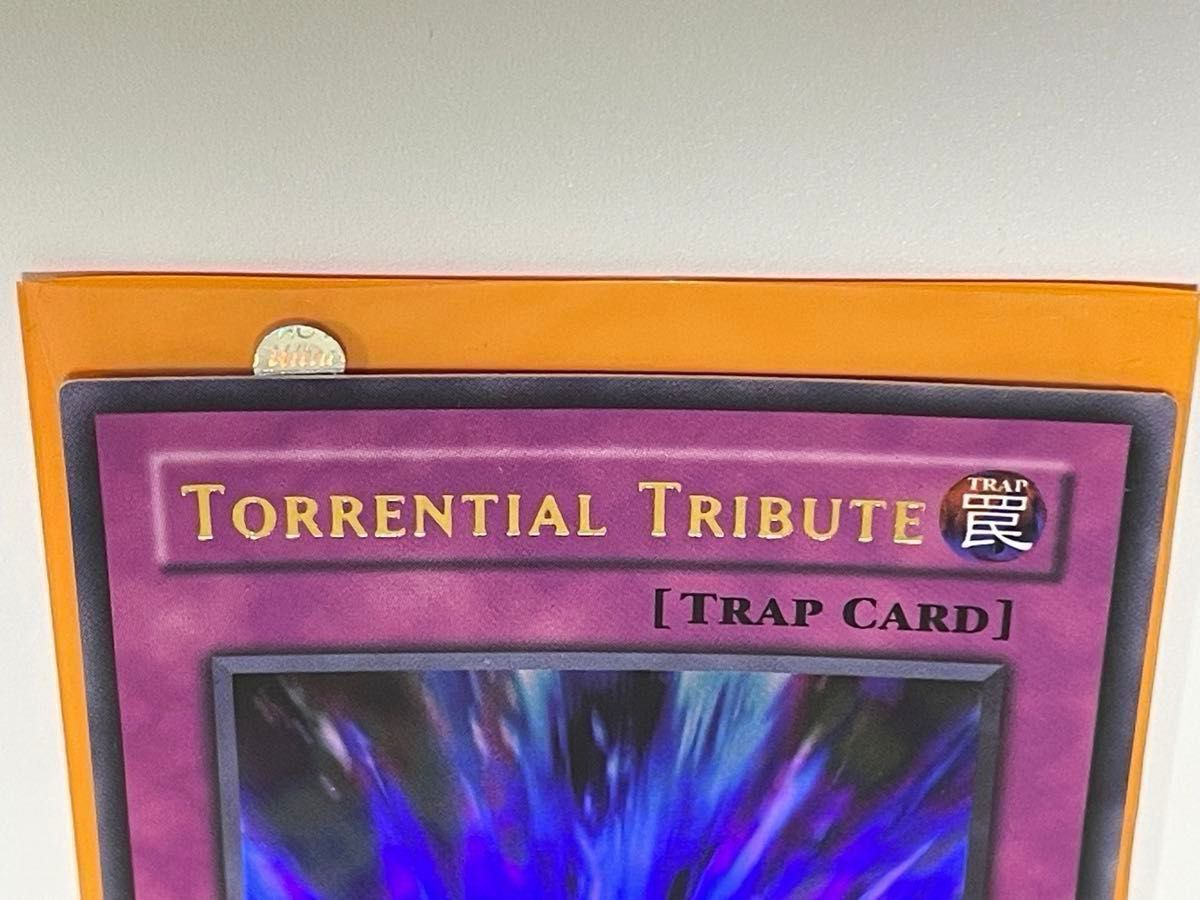 TORRENTIAL TRIBUTE
TRAP
罠
[TRAP CARD]